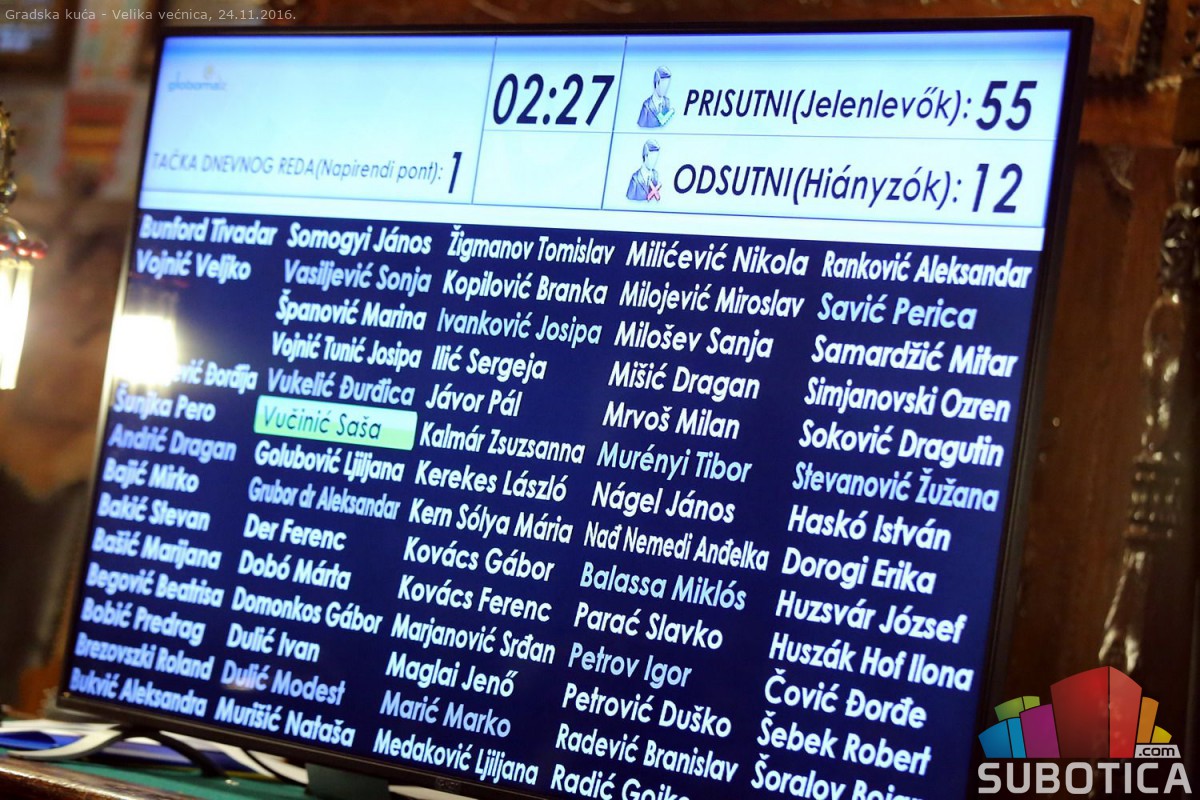 Gradska kuća - Velika većnica, 24.11.2016.
02:27
PRISUTNI(Jelenlevők): 55
TAČKA DNEVNOG REDA(Napirendi pont): 1
ODSUTNI(Hiányzók): 12
Bunford Tivadar
Vojnić Veljko
Đorđija
Šunjka Pero
Andrić Dragan
Bajić Mirko
Bakić Stevan
Bašić Marijana
Begović Beatrisa
Bobić Predrag
Brezovszki Roland
Bukvić Aleksandra
Somogyi János
Vasiljević Sonja
Španović Marina
Vojnić Tunić Josipa
Vukelić Đurđica
Vučinić Saša
Golubović Ljiljana
Grubor dr Aleksandar
Der Ferenc
Dobó Márta
Domonkos Gábor
Dulić Ivan
Dulić Modest
Murišić Nataša
Žigmanov Tomislav
Kopilović Branka
Ivanković Josipa
Ilić Sergeja
Jávor Pál
Kalmár Zsuzsanna
Kerekes László
Kern Sólya Mária
Kovács Gábor
Kovács Ferenc
Marjanović Srđan
Maglai Jenő
Marić Marko
Medaković Ljiljana
Milićević Nikola
Milojević Miroslav
Milošev Sanja
Mišić Dragan
Mrvoš Milan
Murényi Tibor
Nágel János
Nađ Nemedi Anđelka
Balassa Miklós
Parać Slavko
Petrov Igor
Petrović Duško
Radević Branislav
Radić Gojko
Ranković Aleksandar
Savić Perica
Samardžić Mitar
Simjanovski Ozren
Soković Dragutin
Stevanović Žužana
Haskó István
Dorogi Erika
Huzsvár József
Huszák Hof Ilona
Čović Đorđe
Šebek Robert
Šoralov Bojan
.com
SUBOTICA